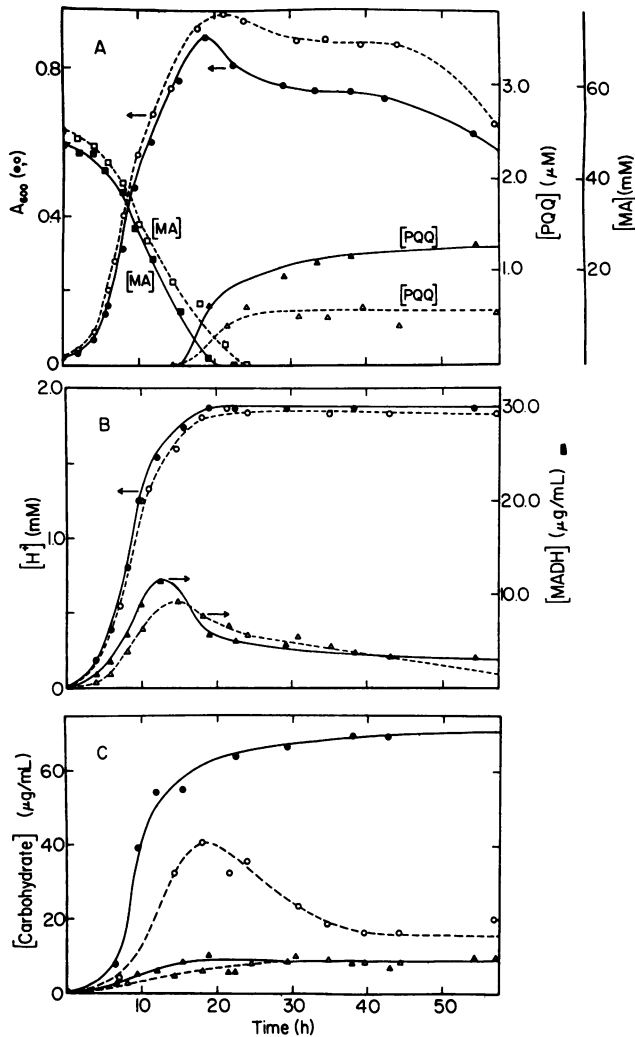 A
0.8
04
0
A600 (●,○)
[MA]
[MA]
[PQQ]
[PQQ]
3.0
2.0
1.0
[PQQ] (μM)
60
40
20
[MA](mM)
B
2.0
1.0
0
[H+] (mM)
30.0
20.0
10.0
[MADH] (μg/mL)
C
60
40
20
0
[Carbohydrate] (μg/mL)
10 20 30 40 50
Time (h)